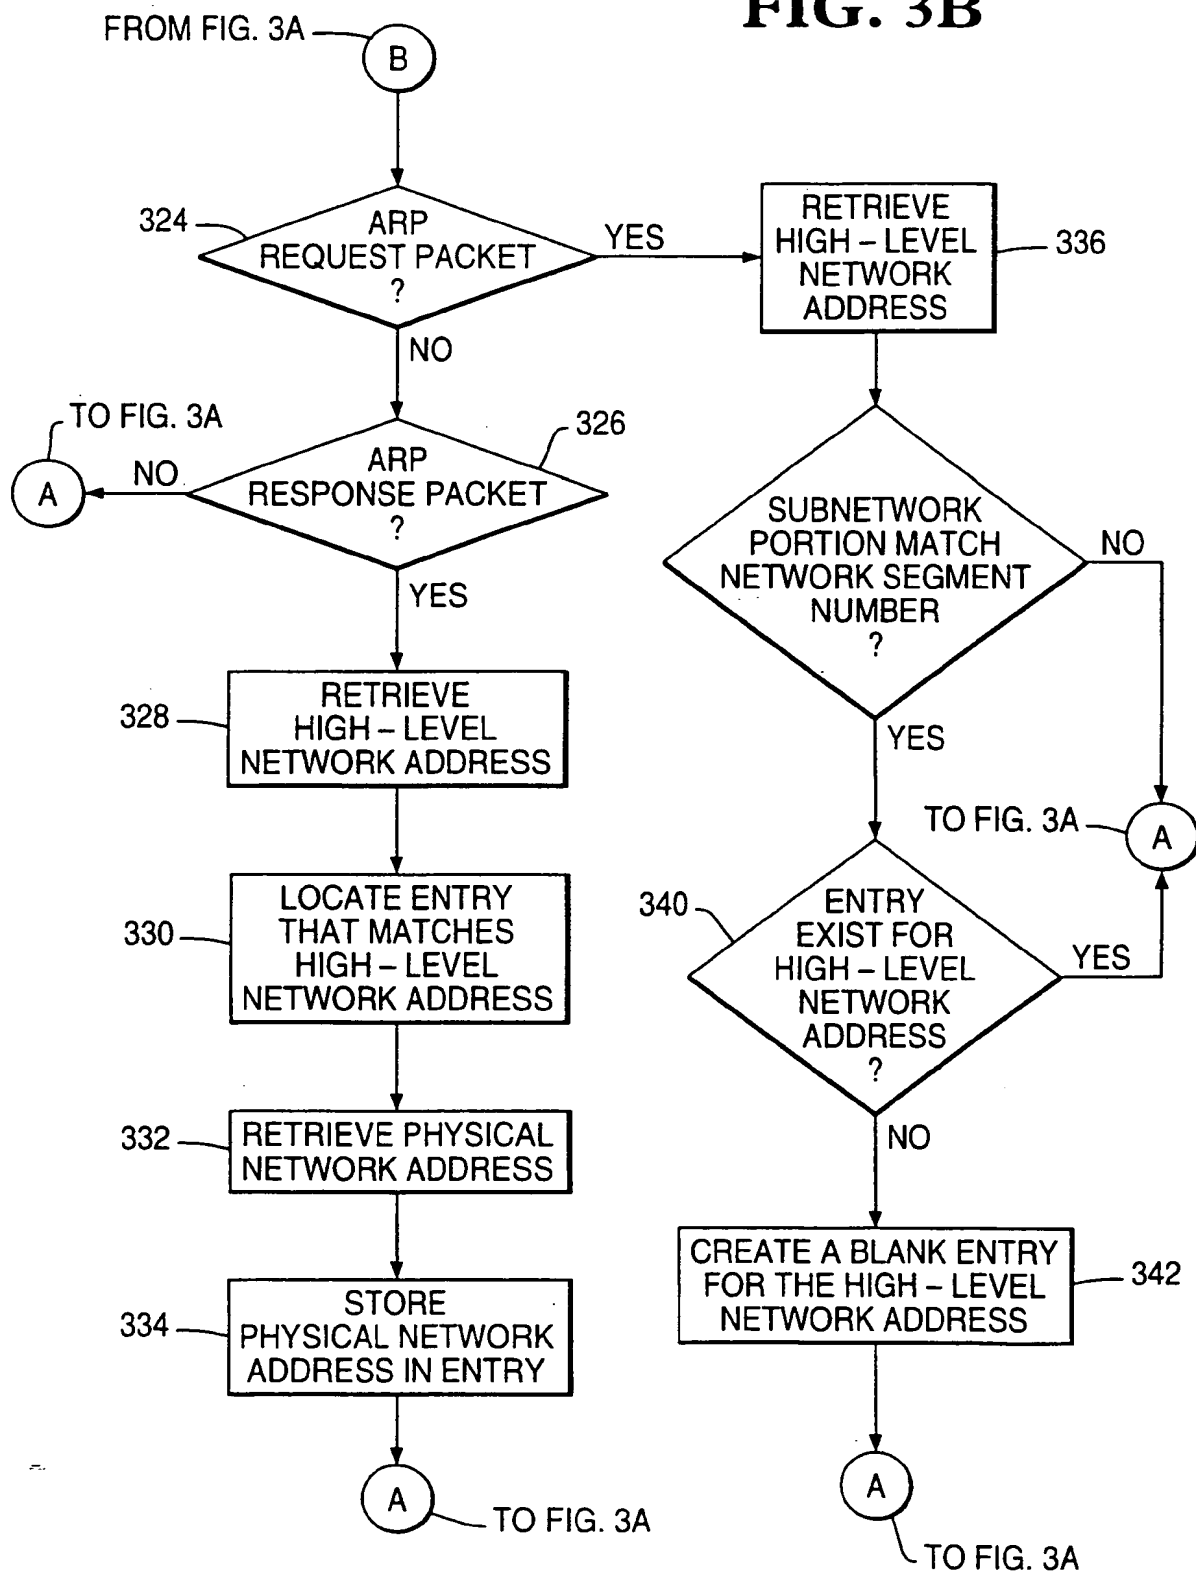 FIG. 3B
FROM FIG. 3A
B
324
ARP
REQUEST PACKET
?
YES
NO
RETRIEVE
HIGH – LEVEL
NETWORK
ADDRESS
336
TO FIG. 3A
A
NO
ARP
RESPONSE PACKET
?
326
YES
SUBNETWORK
PORTION MATCH
NETWORK SEGMENT
NUMBER
?
NO
YES
328
RETRIEVE
HIGH – LEVEL
NETWORK ADDRESS
TO FIG. 3A
A
330
LOCATE ENTRY
THAT MATCHES
HIGH – LEVEL
NETWORK ADDRESS
340
ENTRY
EXIST FOR
HIGH – LEVEL
NETWORK
ADDRESS
?
YES
NO
332
RETRIEVE PHYSICAL
NETWORK ADDRESS
334
STORE
PHYSICAL NETWORK
ADDRESS IN ENTRY
CREATE A BLANK ENTRY
FOR THE HIGH – LEVEL
NETWORK ADDRESS
342
A
TO FIG. 3A
A
TO FIG. 3A